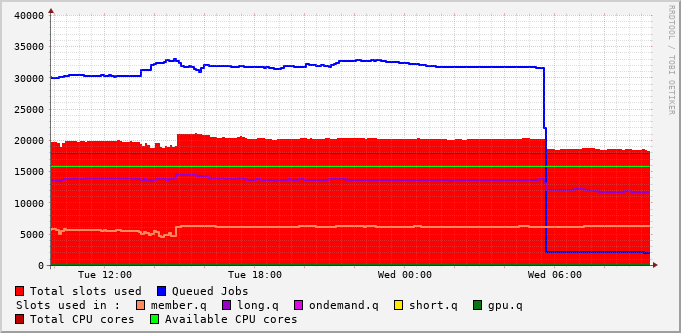 40000
35000
30000
25000
20000
15000
10000
5000
0
Tue 12:00 Tue 18:00 Wed 00:00 Wed 06:00
Total slots used Queued Jobs
Slots used in : member.q long.q ondemand.q short.q gpu.q
Total CPU cores Available CPU cores
RRDTOOL / TOBI OETIKER